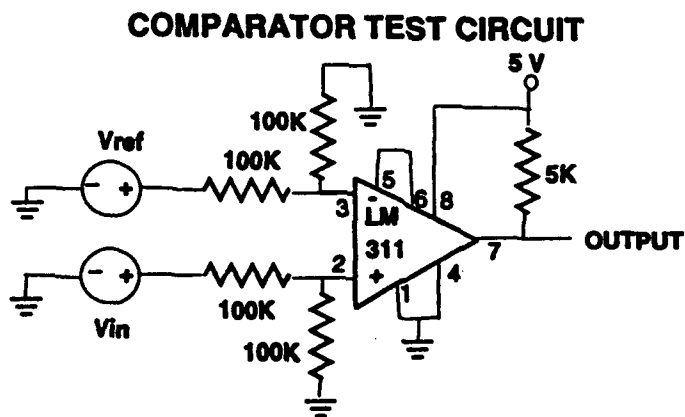 COMPARATOR TEST CIRCUIT
5 V
100K
Vref
100K
5
6
8
5K
-
+
3
-
LM
311
7
OUTPUT
2
+
4
1
-
+
100K
Vin
100K